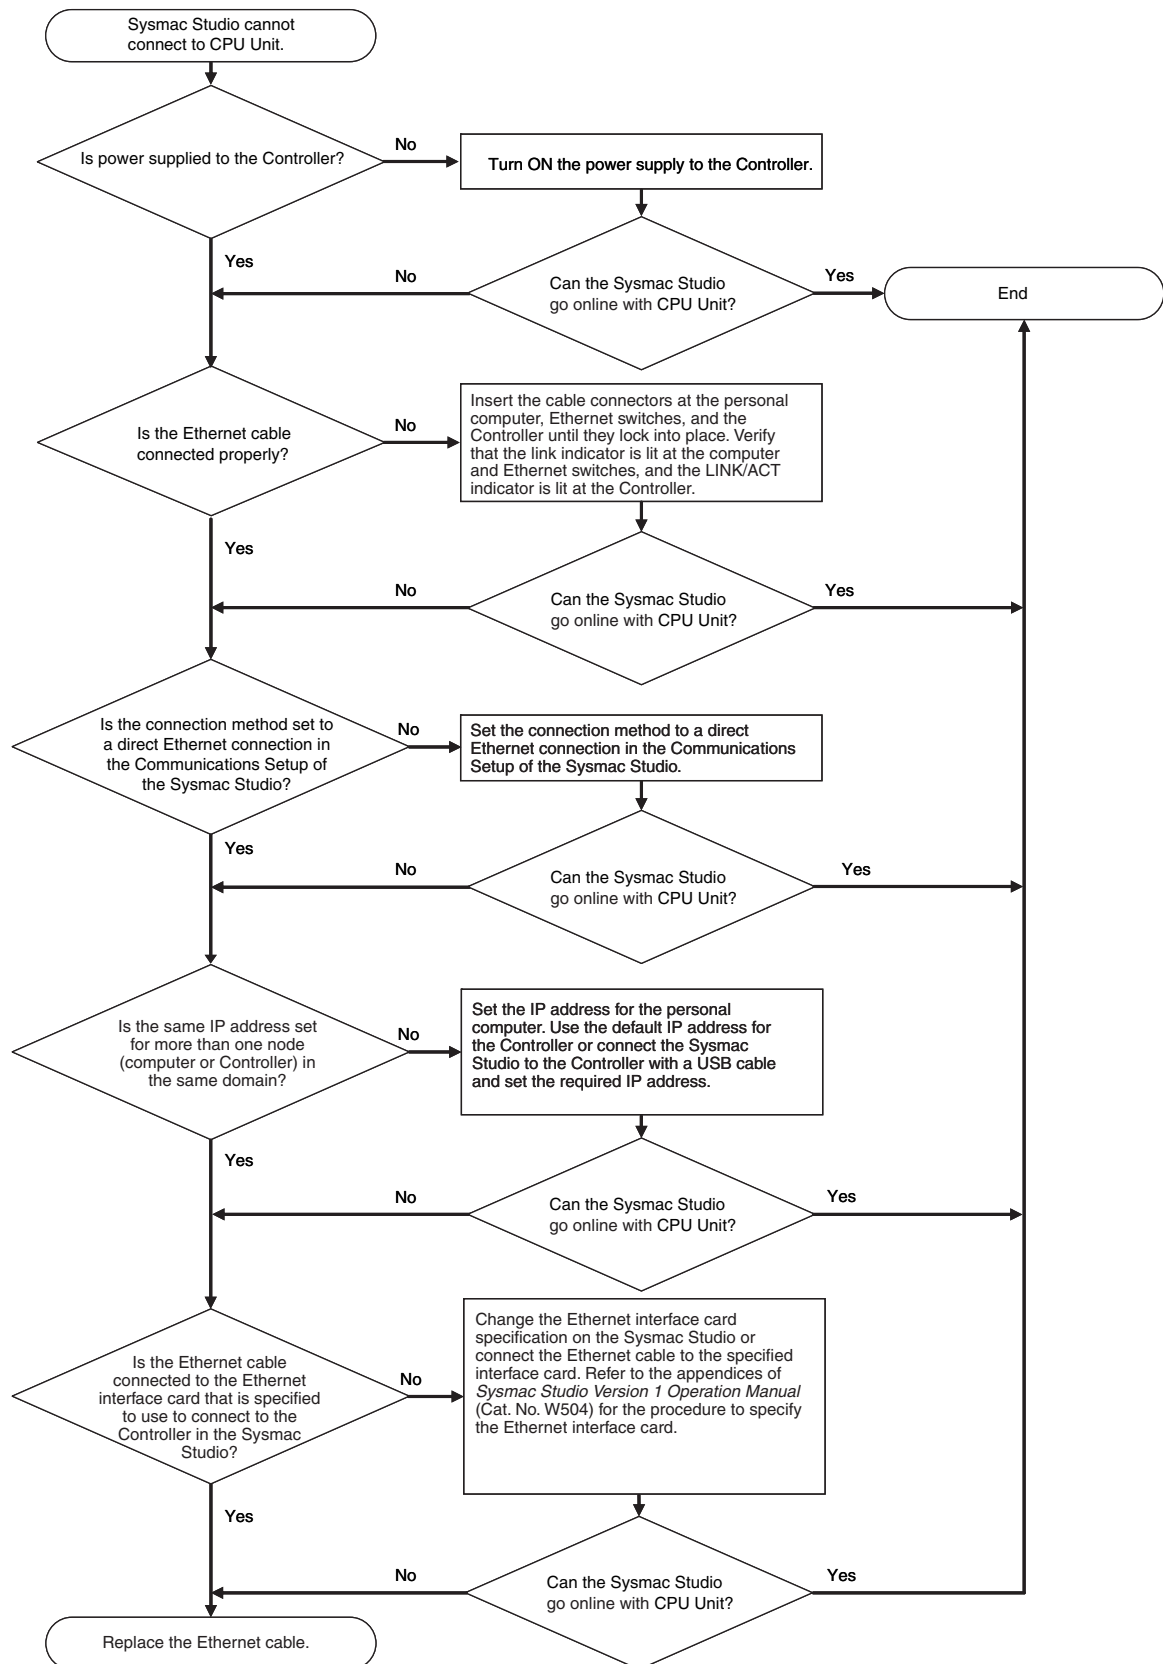 Sysmac Studio cannot
connect to CPU Unit.
Is power supplied to the Controller?
No
Turn ON the power supply to the Controller.
Yes
No
Can the Sysmac Studio
go online with CPU Unit?
Yes
End
Is the Ethernet cable
connected properly?
No
Insert the cable connectors at the personal
computer, Ethernet switches, and the
Controller until they lock into place. Verify
that the link indicator is lit at the computer
and Ethernet switches, and the LINK/ACT
indicator is lit at the Controller.
Yes
No
Can the Sysmac Studio
go online with CPU Unit?
Yes
Is the connection method set to
a direct Ethernet connection in
the Communications Setup of
the Sysmac Studio?
No
Set the connection method to a direct
Ethernet connection in the Communications
Setup of the Sysmac Studio.
Yes
No
Can the Sysmac Studio
go online with CPU Unit?
Yes
Is the same IP address set
for more than one node
(computer or Controller) in
the same domain?
No
Set the IP address for the personal
computer. Use the default IP address for
the Controller or connect the Sysmac
Studio to the Controller with a USB cable
and set the required IP address.
Yes
No
Can the Sysmac Studio
go online with CPU Unit?
Yes
Is the Ethernet cable
connected to the Ethernet
interface card that is specified
to use to connect to the
Controller in the Sysmac
Studio?
No
Change the Ethernet interface card
specification on the Sysmac Studio or
connect the Ethernet cable to the specified
interface card. Refer to the appendices of
Sysmac Studio Version 1 Operation Manual
(Cat. No. W504) for the procedure to specify
the Ethernet interface card.
Yes
No
Can the Sysmac Studio
go online with CPU Unit?
Yes
Replace the Ethernet cable.